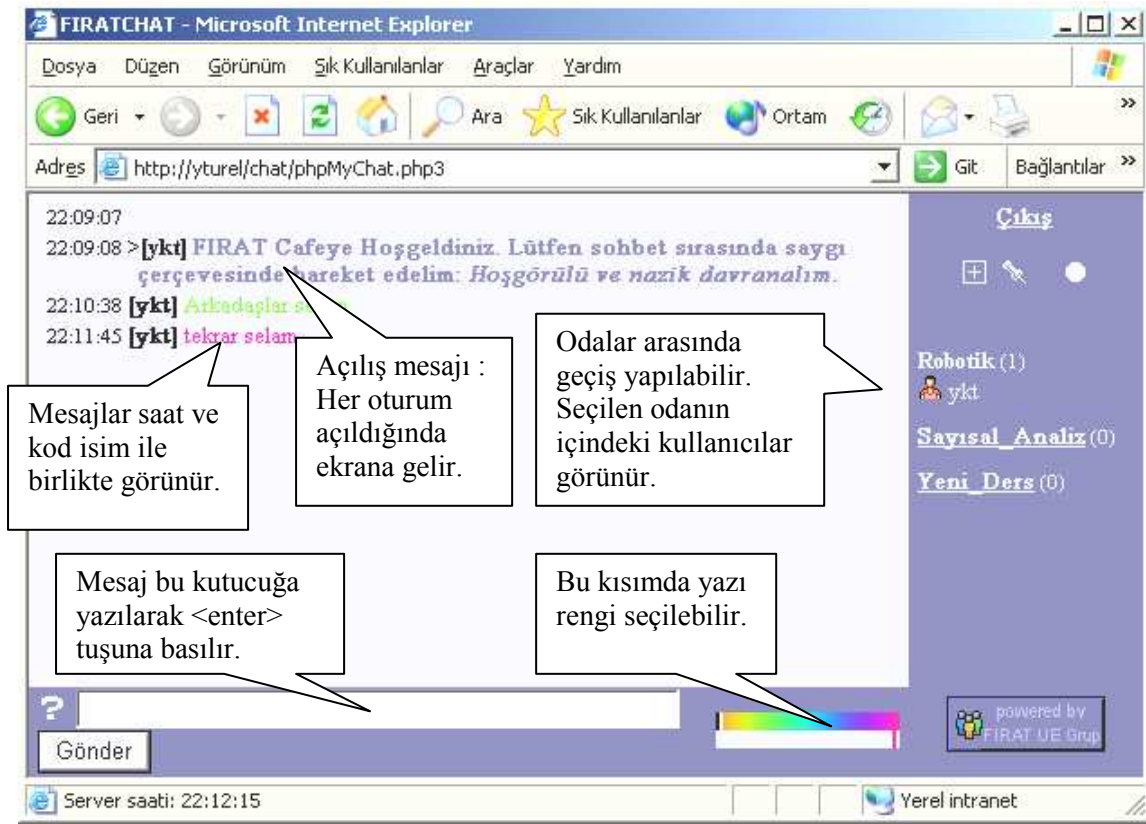 FIRATCHAT - Microsoft Internet Explorer
Dosya Düzen Görünüm Sık Kullanılanlar Araçlar Yardım
Geri Ara Sık Kullanılanlar Ortam »
Adres http://yturel/chat/phpMyChat.php3 Git Bağlantılar »
22:09:07
22:09:08 >[ykt] FIRAT Cafeye Hoşgeldiniz. Lütfen sohbet sırasında saygı
çerçevesinde hareket edelim: Hoşgörülü ve nazik davranalım.
22:10:38 [ykt] Arkadaşlar
22:11:45 [ykt] tekrar selam
Açılış mesajı :
Her oturum
açıldığında
ekrana gelir.
Mesajlar saat ve
kod isim ile
birlikte görünür.
Odalar arasında
geçiş yapılabilir.
Seçilen odanın
içindeki kullanıcılar
görünür.
Çıkış
Robotik (1)
ykt
Sayısal_Analiz (0)
Yeni_Ders (0)
Mesaj bu kutucuğa
yazılarak <enter>
tuşuna basılır.
Bu kısımda yazı
rengi seçilebilir.
?
Gönder
powered by
FIRAT UE Grup
Server saati: 22:12:15 Yerel intranet